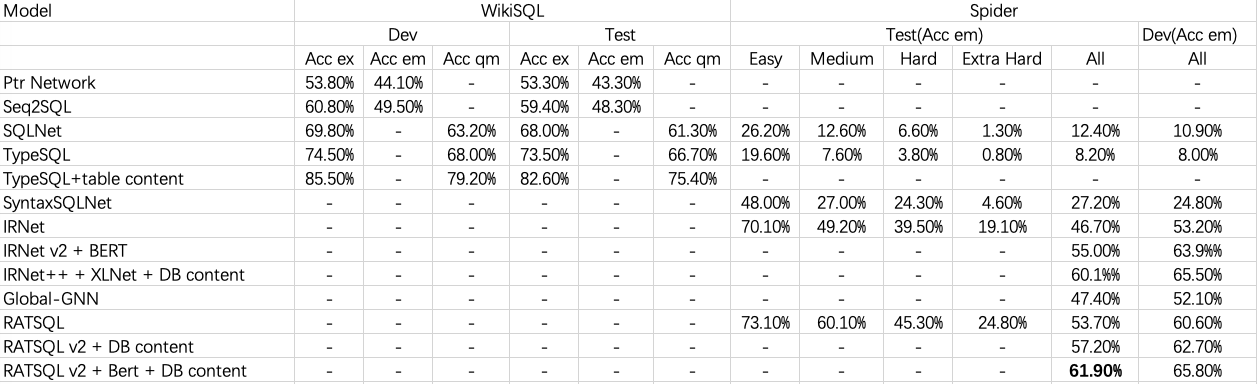 Model WikiSQL Spider
Dev Test Test(Acc em) Dev(Acc em)
Acc ex Acc em Acc qm Acc ex Acc em Acc qm Easy Medium Hard Extra Hard All All
Ptr Network 53.80% 44.10% - 53.30% 43.30% - - - - - - -
Seq2SQL 60.80% 49.50% - 59.40% 48.30% - - - - - - -
SQLNet 69.80% - 63.20% 68.00% - 61.30% 26.20% 12.60% 6.60% 1.30% 12.40% 10.90%
TypeSQL 74.50% - 68.00% 73.50% - 66.70% 19.60% 7.60% 3.80% 0.80% 8.20% 8.00%
TypeSQL+table content 85.50% - 79.20% 82.60% - 75.40% - - - - - -
SyntaxSQLNet - - - - - - 48.00% 27.00% 24.30% 4.60% 27.20% 24.80%
IRNet - - - - - - 70.10% 49.20% 39.50% 19.10% 46.70% 53.20%
IRNet v2 + BERT - - - - - - - - - - 55.00% 63.9%%
IRNet++ + XLNet + DB content - - - - - - - - - - 60.1%% 65.50%
Global-GNN - - - - - - - - - - 47.40% 52.10%
RATSQL - - - - - - 73.10% 60.10% 45.30% 24.80% 53.70% 60.60%
RATSQL v2 + DB content - - - - - - - - - - 57.20% 62.70%
RATSQL v2 + Bert + DB content - - - - - - - - - - 61.90% 65.80%